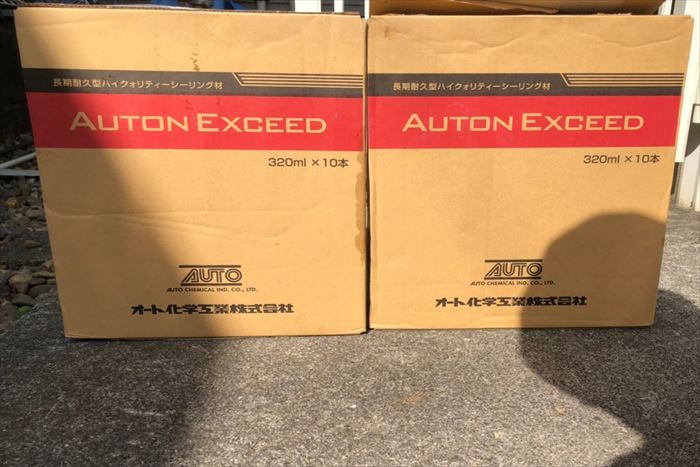 長期耐久型ハイクォリティーシーリング材
AUTON EXCEED
320ml ×10本
AUTO
AUTO CHEMICAL IND. CO., LTD.
オート化学工業株式会社
長期耐久型ハイクォリティーシーリング材
AUTON EXCEED
320ml ×10本
AUTO
AUTO CHEMICAL IND. CO., LTD.
オート化学工業株式会社